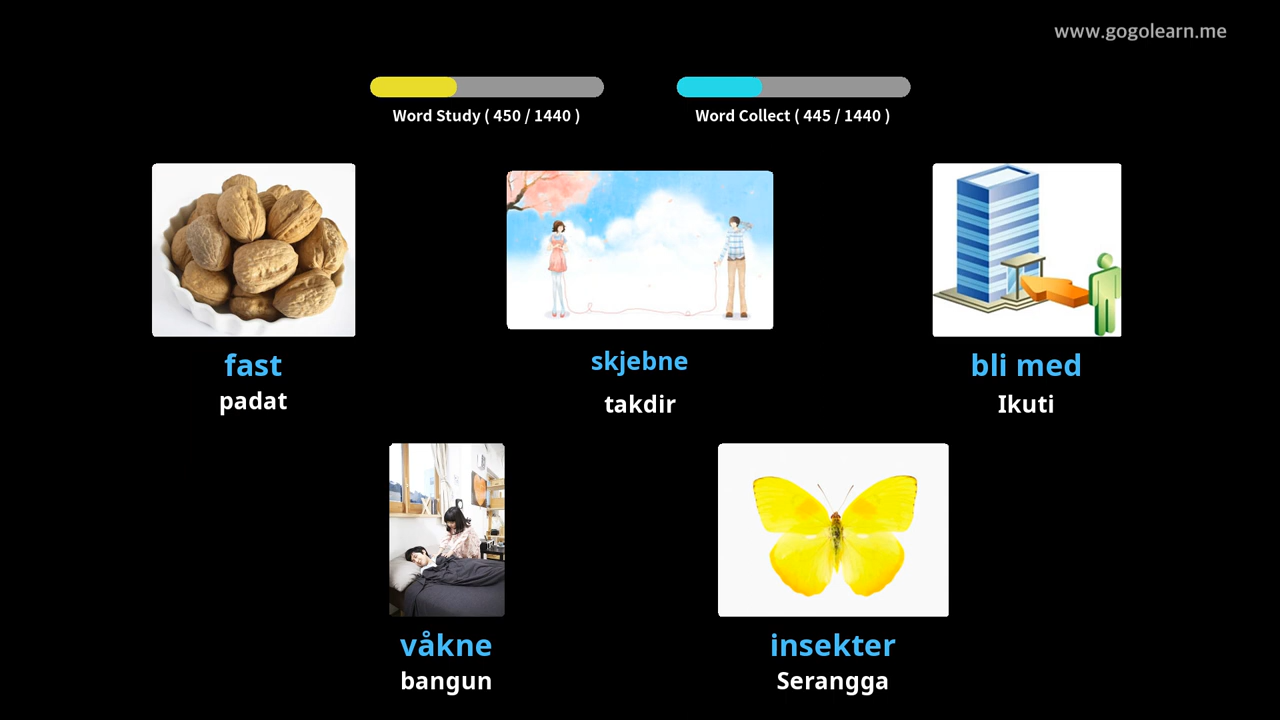 www.gogolearn.me
Word Study ( 450 / 1440 )
Word Collect ( 445 / 1440 )
fast
padat
skjebne
takdir
bli med
Ikuti
våkne
bangun
insekter
Serangga